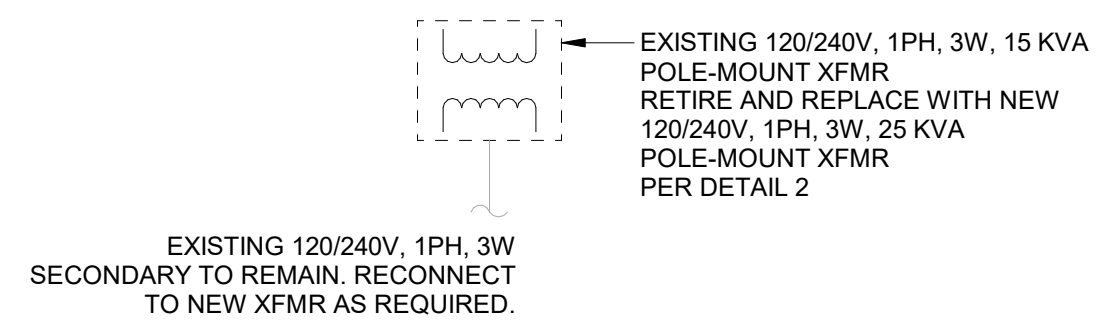 EXISTING 120/240V, 1PH, 3W, 15 KVA
POLE-MOUNT XFMR
RETIRE AND REPLACE WITH NEW
120/240V, 1PH, 3W, 25 KVA
POLE-MOUNT XFMR
PER DETAIL 2
EXISTING 120/240V, 1PH, 3W
SECONDARY TO REMAIN. RECONNECT
TO NEW XFMR AS REQUIRED.